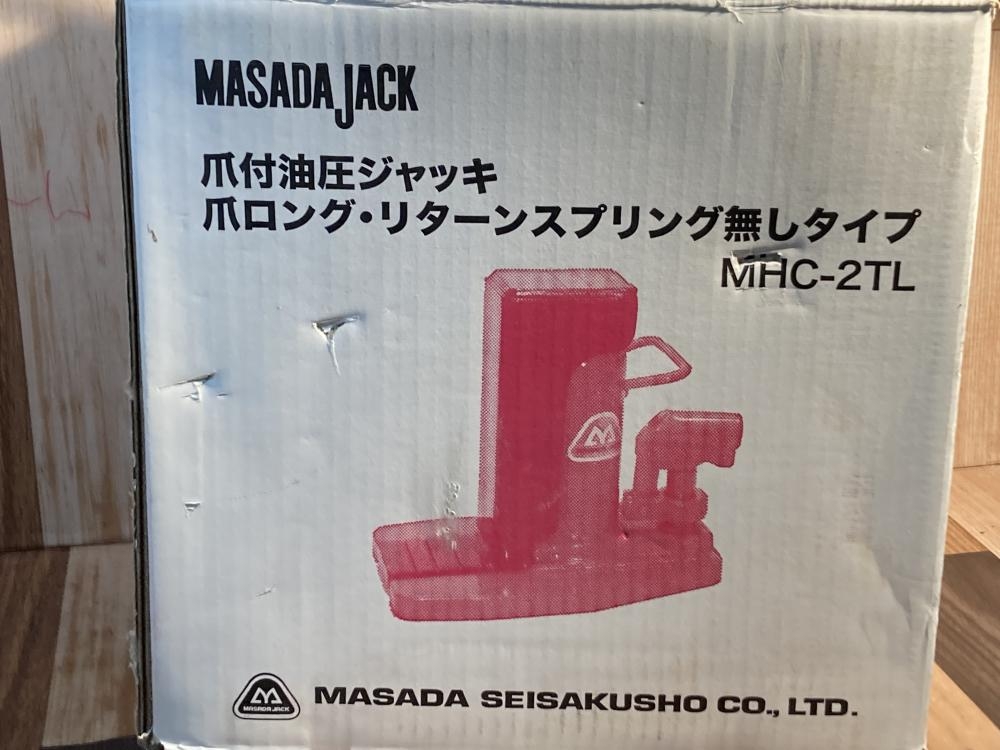 MASADA JACK
爪付油圧ジャッキ
爪ロング・リターンスプリング無しタイプ
MHC-2TL
MASADA JACK
MASADA SEISAKUSHO CO., LTD.